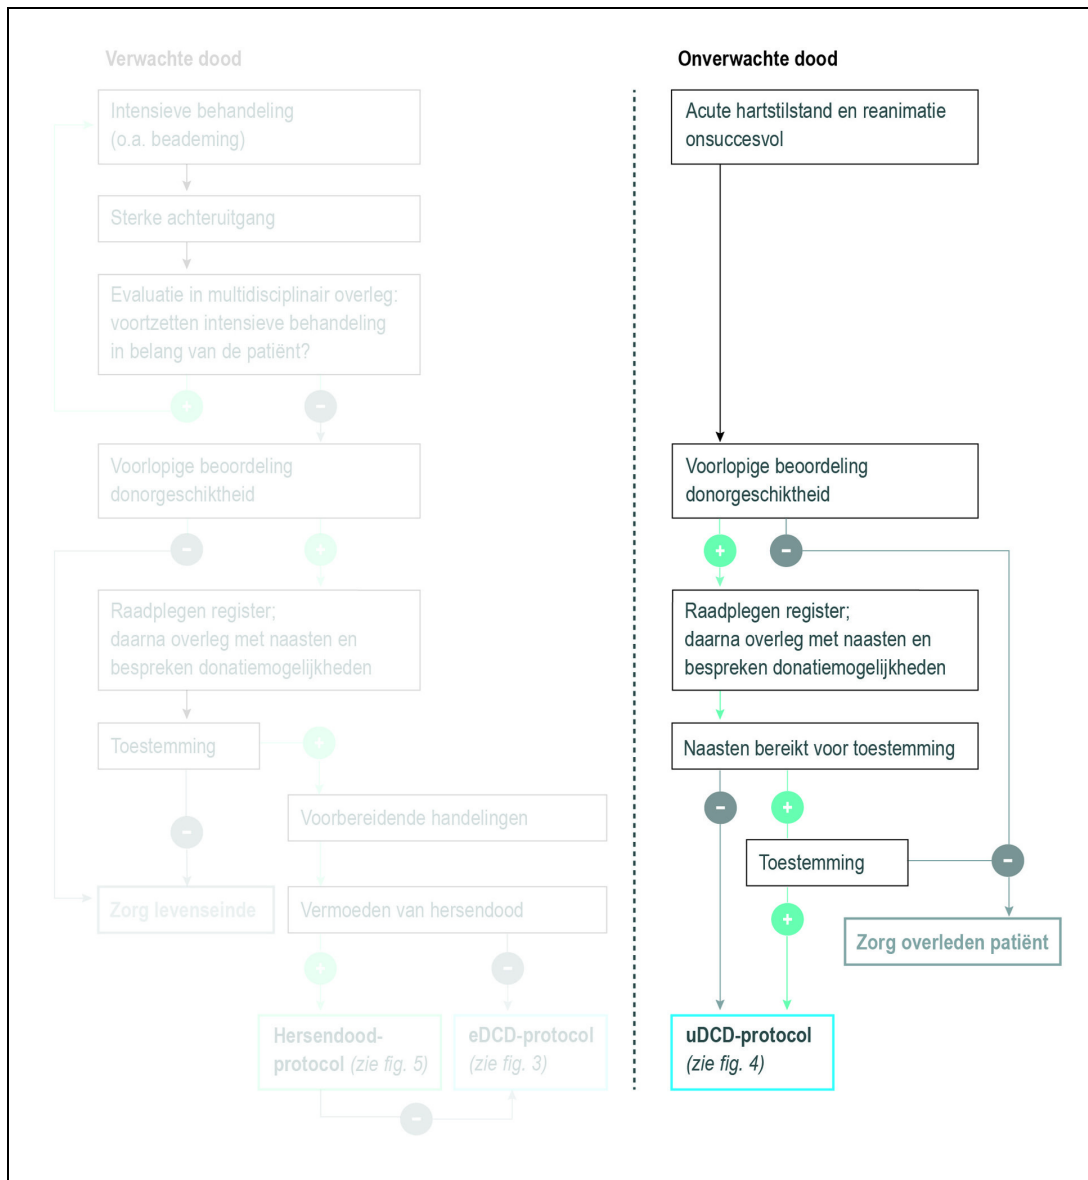 Verwachte dood
Intensieve behandeling
(o.a. beademing)
Sterke achteruitgang
Evaluatie in multidisciplinair overleg:
voortzetten intensieve behandeling
in belang van de patiënt?
+
-
Voorlopige beoordeling
donorgeschiktheid
-
+
Raadplegen register;
daarna overleg met naasten en
bespreken donatiemogelijkheden
Toestemming
+
-
Voorbereidende handelingen
Zorg levenseinde
Vermoeden van hersendood
+
-
Hersendood-
protocol (zie fig. 5)
eDCD-protocol
(zie fig. 3)
-
Onverwachte dood
Acute hartstilstand en reanimatie
onsuccesvol
Voorlopige beoordeling
donorgeschiktheid
+
-
Raadplegen register;
daarna overleg met naasten en
bespreken donatiemogelijkheden
Naasten bereikt voor toestemming
-
+
Toestemming
-
+
Zorg overleden patiënt
uDCD-protocol
(zie fig. 4)